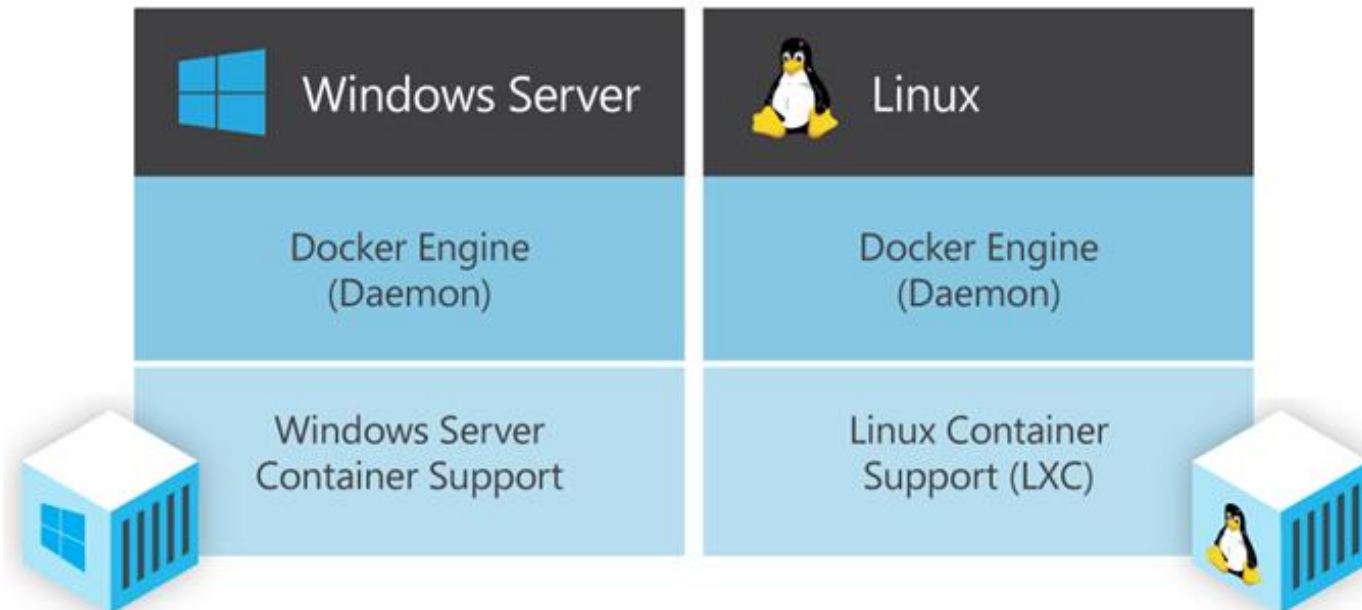 Windows Server
Docker Engine
(Daemon)
Windows Server
Container Support
Linux
Docker Engine
(Daemon)
Linux Container
Support (LXC)